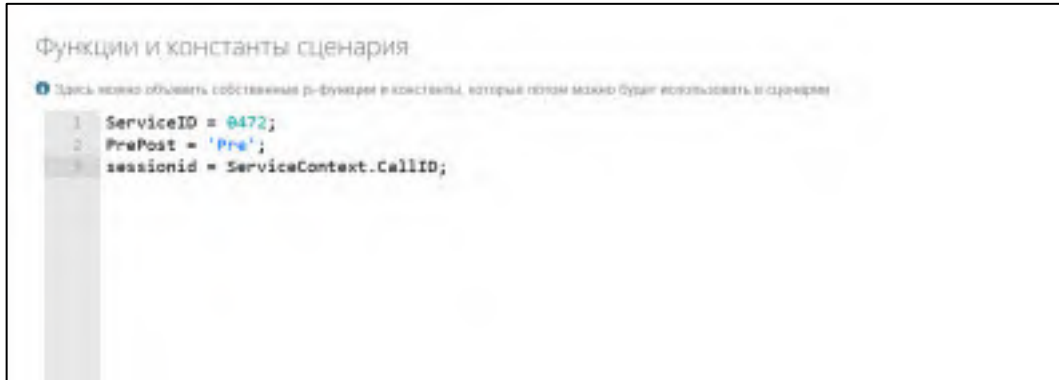 Функции и константы сценария
Здесь можно объявить собственные js-функции и константы, которые потом можно будет использовать в сценарии
1 ServiceID = 0472;
2 PrePost = 'Pre';
3 sessionid = ServiceContext.CallID;